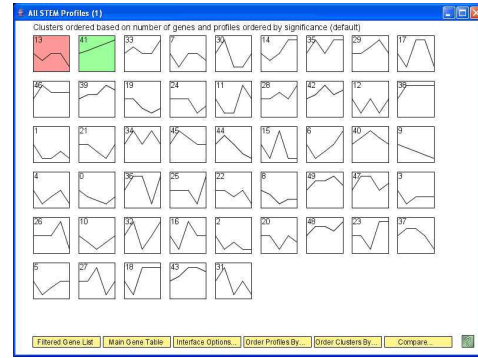 All STEM Profiles (1)
Clusters ordered based on number of genes and profiles ordered by significance (default)
13 41 33 7 30 14 35 29 17
46 39 19 24 11 28 42 12 38
1 21 34 45 44 15 6 40 9
4 0 36 25 22 8 49 47 3
26 10 32 16 2 20 48 23 37
5 27 18 43 31
Filtered Gene List Main Gene Table Interface Options... Order Profiles By... Order Clusters By... Compare...